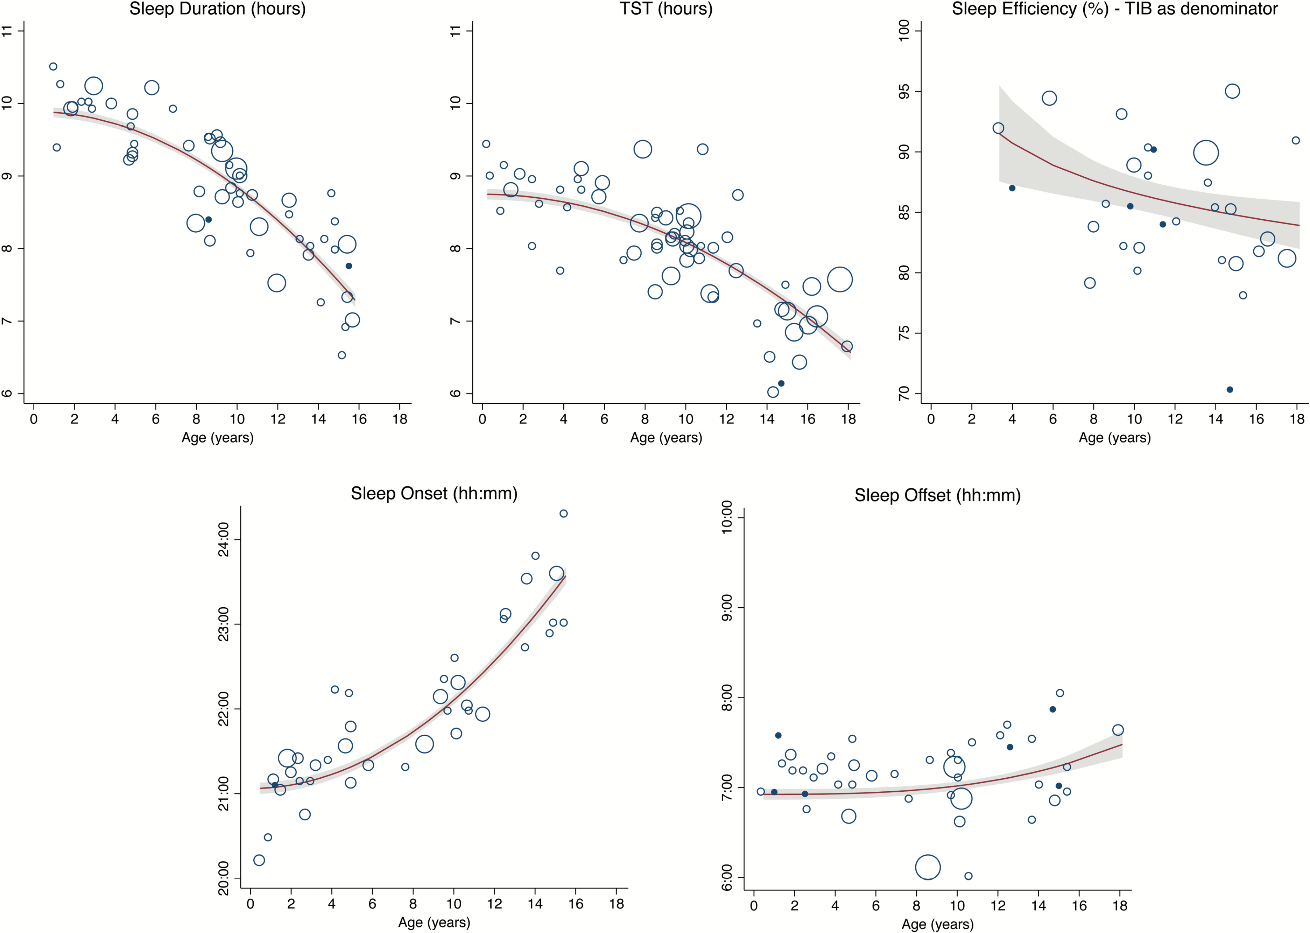 Sleep Duration (hours)
11
10
9
8
7
6
0 2 4 6 8 10 12 14 16 18
Age (years)
TST (hours)
11
10
9
8
7
6
0 2 4 6 8 10 12 14 16 18
Age (years)
Sleep Efficiency (%) - TIB as denominator
100
95
90
85
80
75
70
0 2 4 6 8 10 12 14 16 18
Age (years)
Sleep Onset (hh:mm)
24:00
23:00
22:00
21:00
20:00
0 2 4 6 8 10 12 14 16 18
Age (years)
Sleep Offset (hh:mm)
10:00
9:00
8:00
7:00
6:00
0 2 4 6 8 10 12 14 16 18
Age (years)